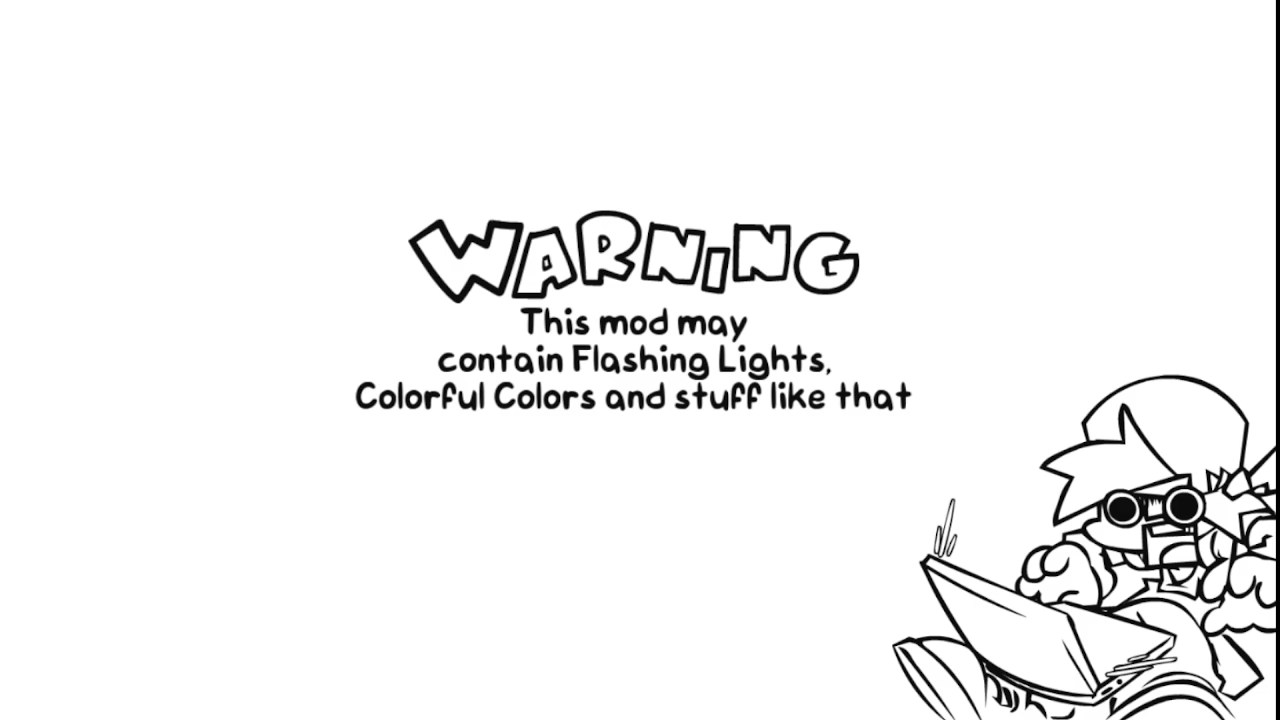 WARNING
This mod may
contain Flashing Lights,
Colorful Colors and stuff like that